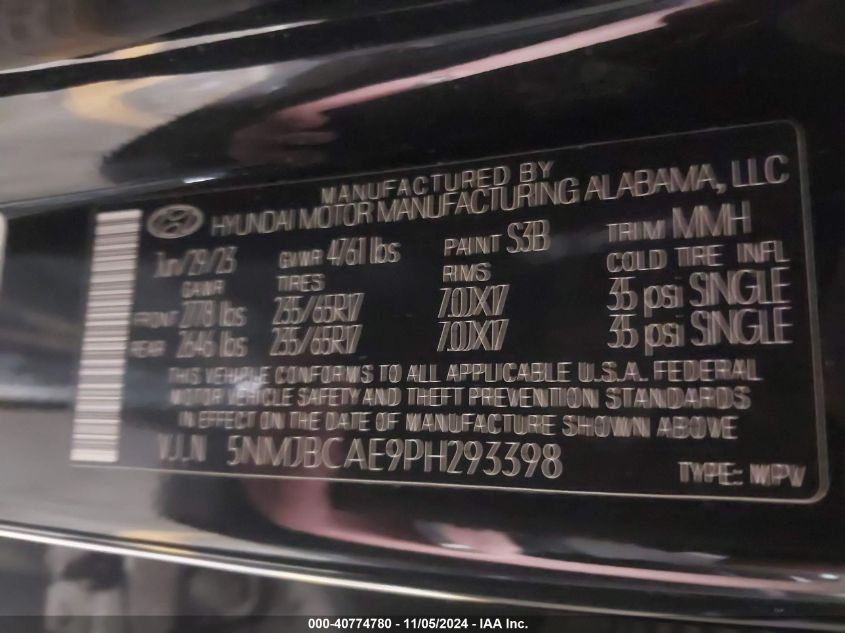 MANUFACTURED BY
HYUNDAI MOTOR MANUFACTURING ALABAMA, LLC
Jun/29/23 GVWR 4761 lbs PAINT S3B TRIM MMH
GAWR TIRES RIMS COLD TIRE INFL
FRONT 2778 lbs 235/65R17 7.0JX17 35 psi SINGLE
REAR 2646 lbs 235/65R17 7.0JX17 35 psi SINGLE
THIS VEHICLE CONFORMS TO ALL APPLICABLE U.S.A. FEDERAL
MOTOR VEHICLE SAFETY AND THEFT PREVENTION STANDARDS
IN EFFECT ON THE DATE OF MANUFACTURE SHOWN ABOVE
V.I.N 5NMJBCAE9PH293398 TYPE: MPV
000-40774780 - 11/05/2024 - IAA Inc.